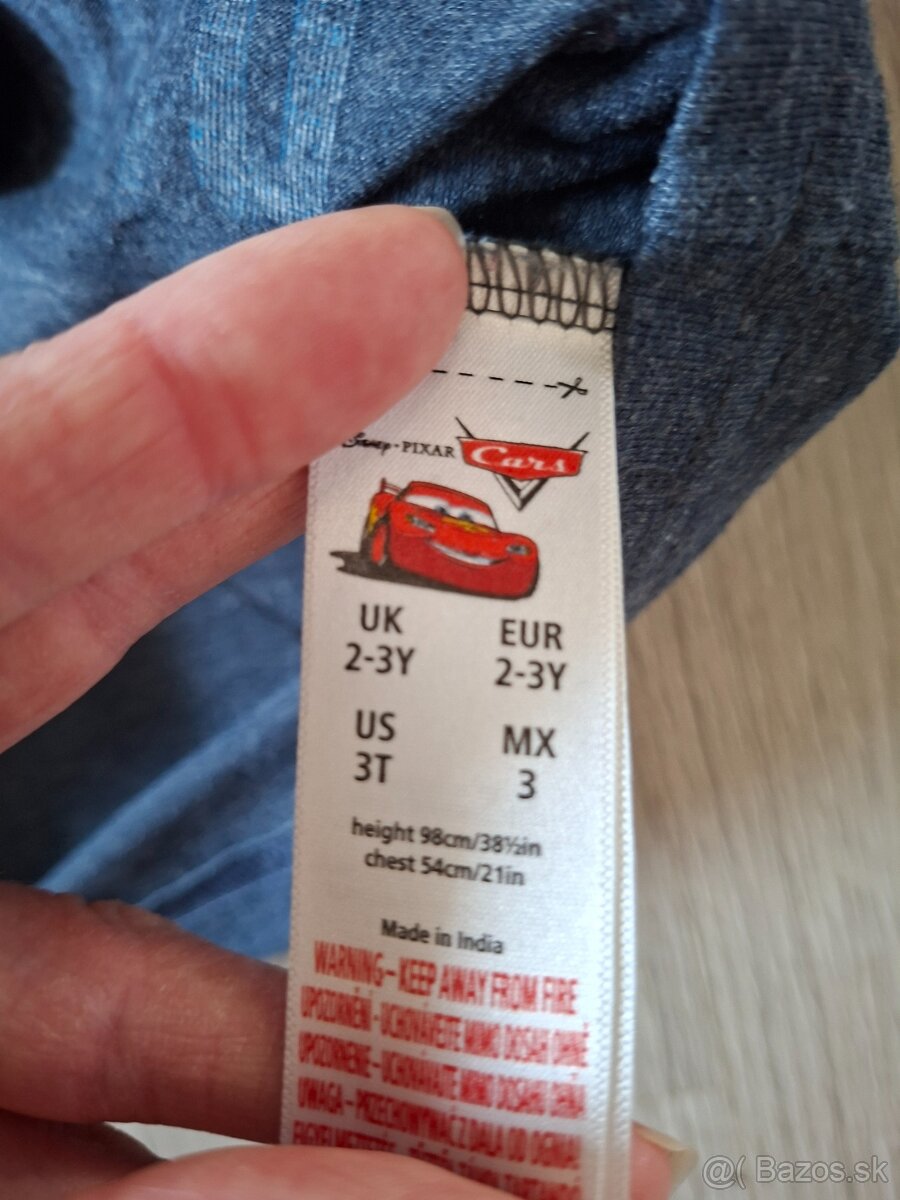 Disney·PIXAR Cars
UK
2-3Y
EUR
2-3Y
US
3T
MX
3
height 98cm/38½in
chest 54cm/21in
Made in India
WARNING–KEEP AWAY FROM FIRE
UPOZORNĚNÍ - UCHOVÁVEJTE MIMO DOSAH OHNĚ
UPOZORNENIE - UCHOVÁVAJTE MIMO DOSAHU OHŇA
UWAGA – PRZECHOWYWAĆ Z DALA OD OGNIA
@( Bazos.sk